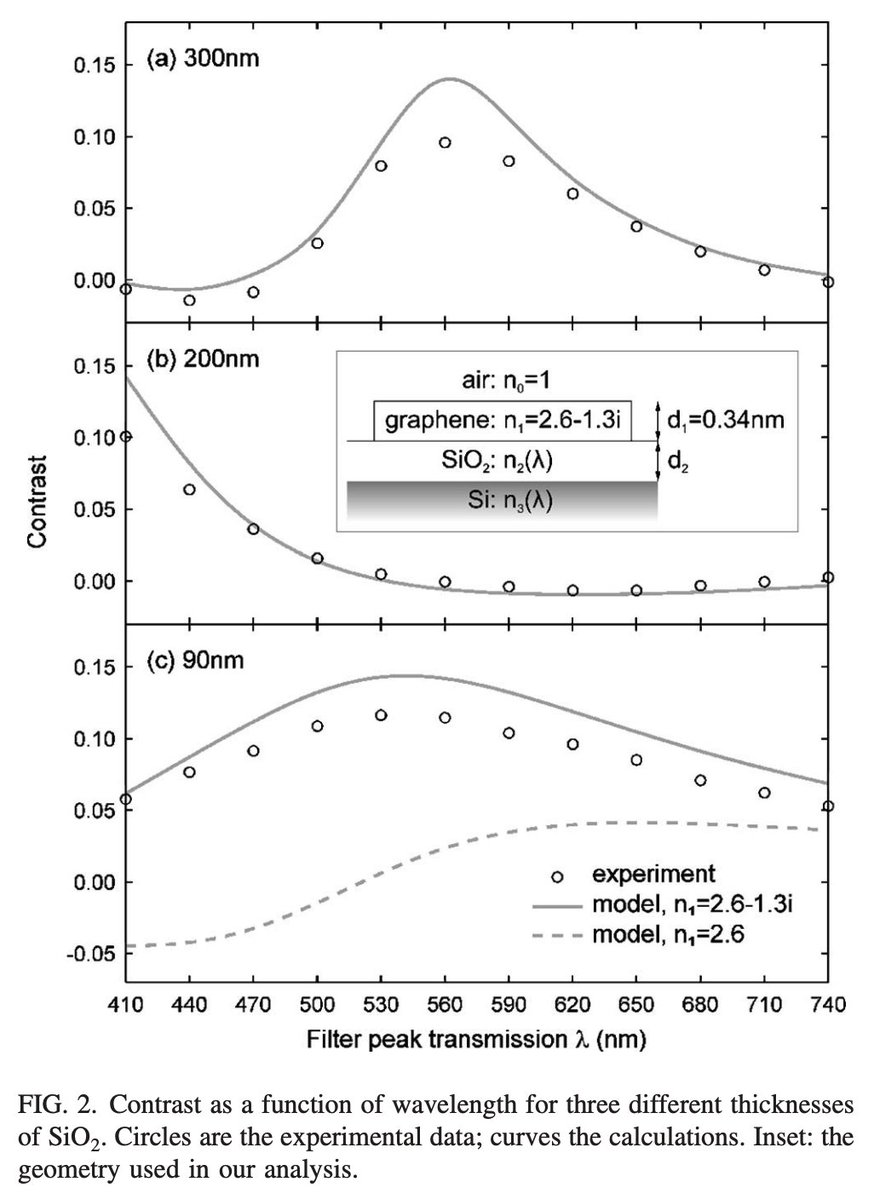 (a) 300nm
0.15
0.10
0.05
0.00
(b) 200nm
0.15
0.10
0.05
0.00
air: n₀=1
graphene: n₁=2.6-1.3i
d₁=0.34nm
SiO₂: n₂(λ)
d₂
Si: n₃(λ)
Contrast
(c) 90nm
0.15
0.10
0.05
0.00
-0.05
experiment
model, n₁=2.6-1.3i
model, n₁=2.6
410 440 470 500 530 560 590 620 650 680 710 740
Filter peak transmission λ (nm)
FIG. 2. Contrast as a function of wavelength for three different thicknesses
of SiO₂. Circles are the experimental data; curves the calculations. Inset: the
geometry used in our analysis.